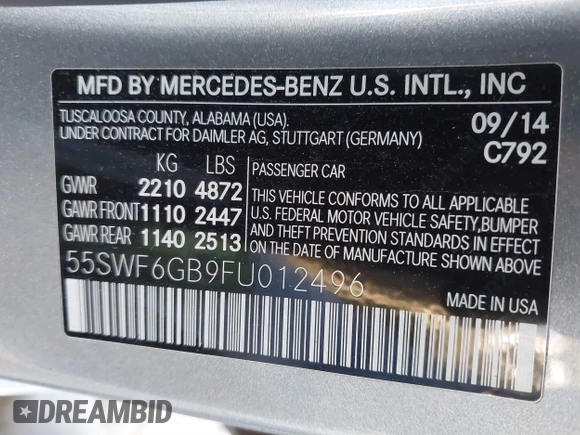 MFD BY MERCEDES-BENZ U.S. INTL., INC
TUSCALOOSA COUNTY, ALABAMA (USA). 09/14
UNDER CONTRACT FOR DAIMLER AG, STUTTGART (GERMANY) C792
KG LBS PASSENGER CAR
GVWR 2210 4872 THIS VEHICLE CONFORMS TO ALL APPLICABLE
GAWR FRONT 1110 2447 U.S. FEDERAL MOTOR VEHICLE SAFETY,BUMPER
GAWR REAR 1140 2513 AND THEFT PREVENTION STANDARDS IN EFFECT
ON THE DATE OF MANUFACTURE SHOWN ABOVE
55SWF6GB9FU012496
MADE IN USA
DREAMBID